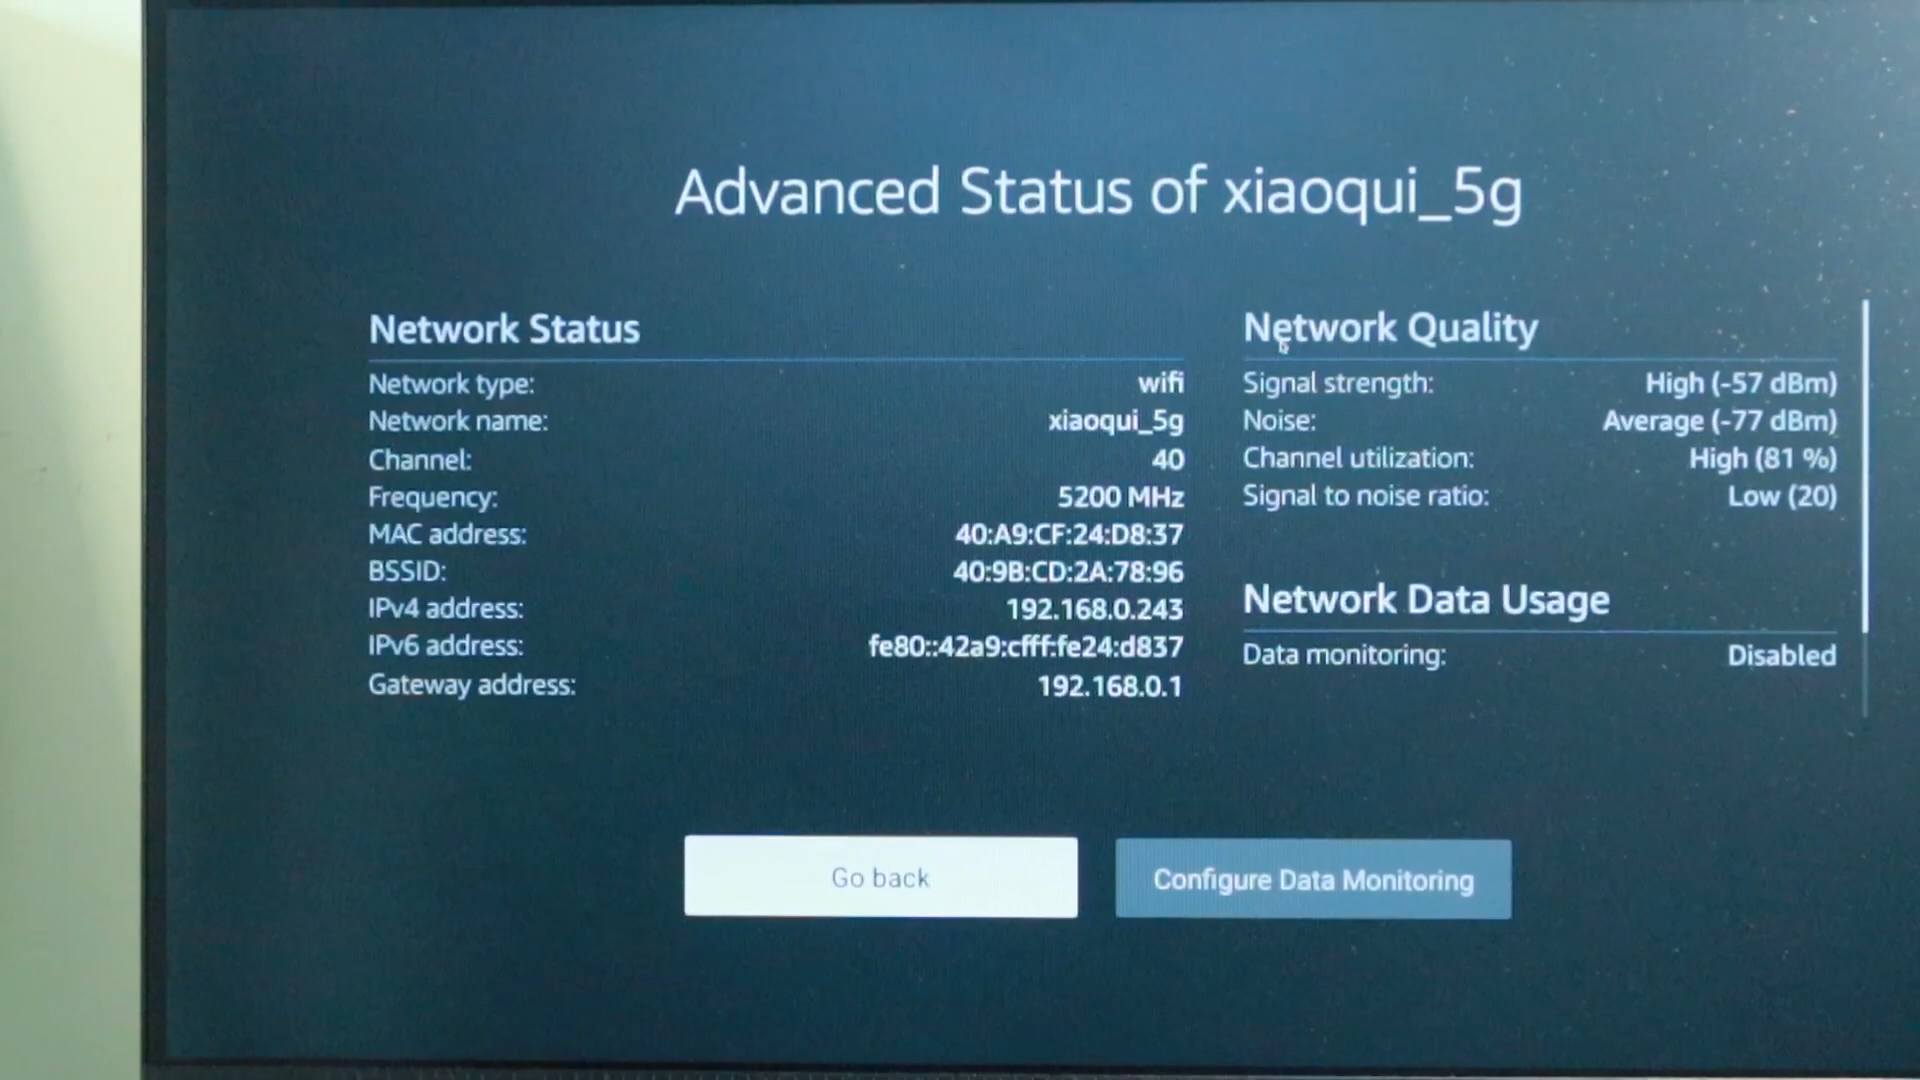 Advanced Status of xiaoqui_5g
Network Status
Network type: wifi
Network name: xiaoqui_5g
Channel: 40
Frequency: 5200 MHz
MAC address: 40:A9:CF:24:D8:37
BSSID: 40:9B:CD:2A:78:96
IPv4 address: 192.168.0.243
IPv6 address: fe80::42a9:cfff:fe24:d837
Gateway address: 192.168.0.1
Network Quality
Signal strength: High (-57 dBm)
Noise: Average (-77 dBm)
Channel utilization: High (81 %)
Signal to noise ratio: Low (20)
Network Data Usage
Data monitoring: Disabled
Go back
Configure Data Monitoring